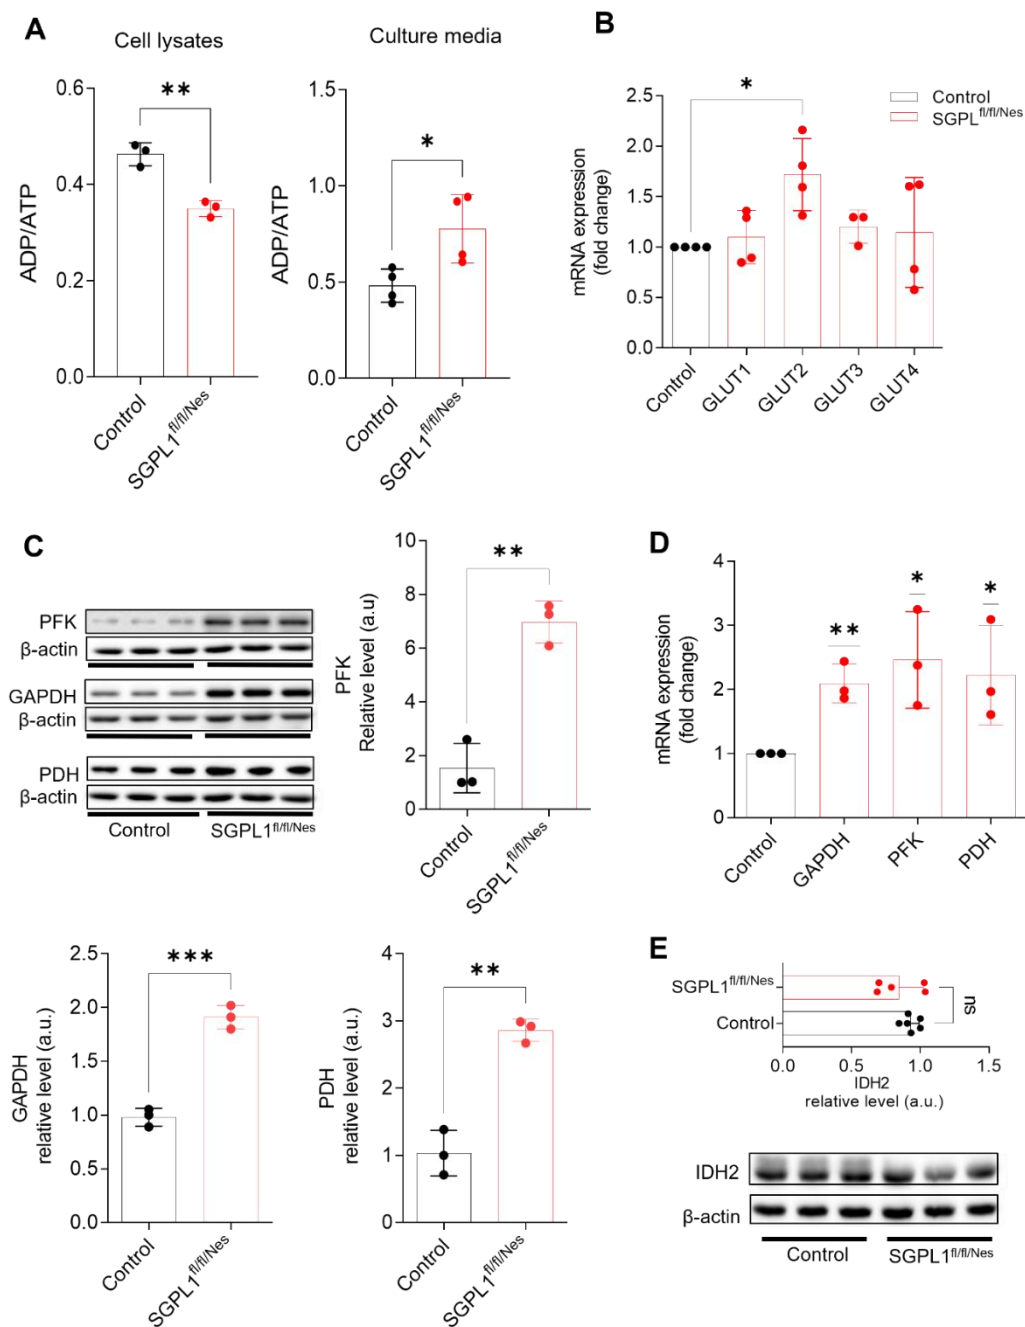 A
Cell lysates
Culture media
ADP/ATP
0.6
0.4
0.2
0.0
**
Control
SGPL1fl/fl/Nes
ADP/ATP
1.5
1.0
0.5
0.0
*
Control
SGPL1fl/fl/Nes
B
mRNA expression
(fold change)
2.5
2.0
1.5
1.0
0.5
0.0
*
Control
SGPLfl/fl/Nes
Control
GLUT1
GLUT2
GLUT3
GLUT4
C
PFK
β-actin
GAPDH
β-actin
PDH
β-actin
Control
SGPL1fl/fl/Nes
PFK
Relative level (a.u)
10
8
6
4
2
0
**
Control
SGPL1fl/fl/Nes
D
mRNA expression
(fold change)
4
3
2
1
0
**
*
*
Control
GAPDH
PFK
PDH
GAPDH
relative level (a.u.)
2.5
2.0
1.5
1.0
0.5
0.0
***
Control
SGPL1fl/fl/Nes
PDH
relative level (a.u.)
4
3
2
1
0
**
Control
SGPL1fl/fl/Nes
E
SGPL1fl/fl/Nes
Control
ns
0.0
0.5
1.0
1.5
IDH2
relative level (a.u.)
IDH2
β-actin
Control
SGPL1fl/fl/Nes